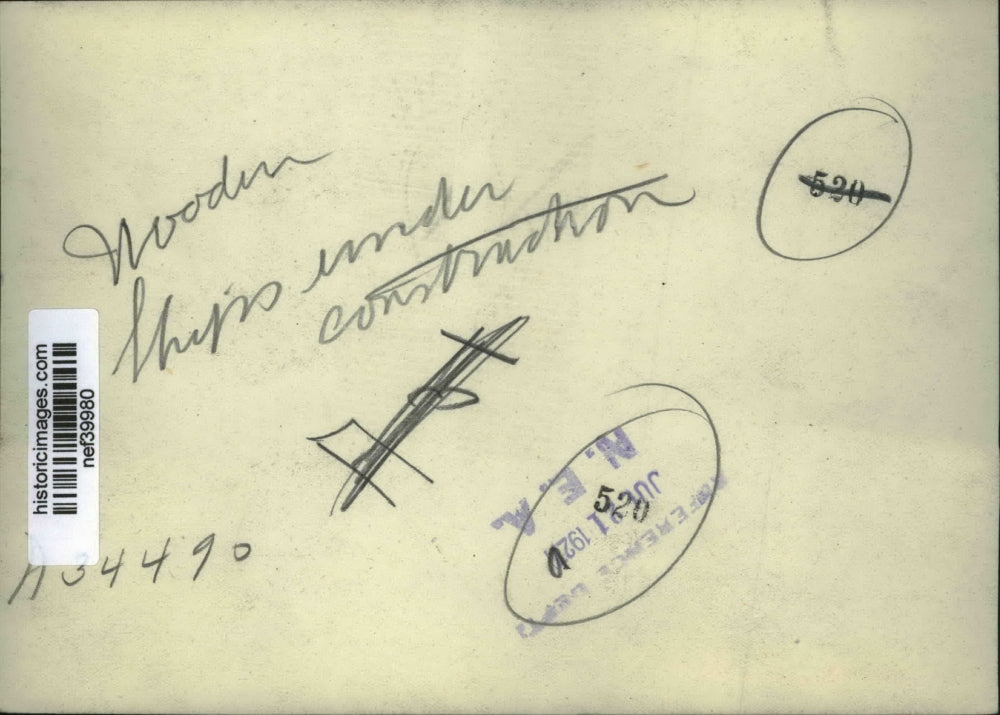 Wooden
Ships under
construction
520
historicimages.com
nef39980
N.E.A.
520
REFERENCE DEPT
A34490